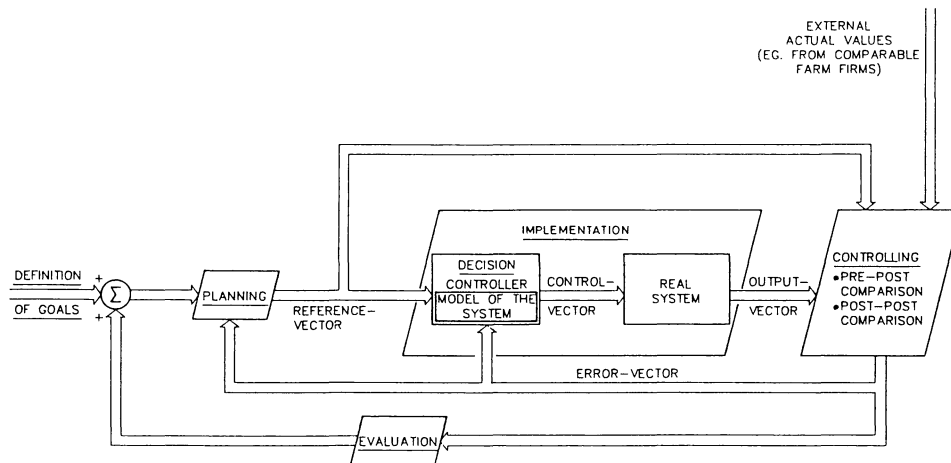 EXTERNAL
ACTUAL VALUES
(EG. FROM COMPARABLE
FARM FIRMS)
DEFINITION
OF GOALS
+
Σ
+
PLANNING
REFERENCE-
VECTOR
IMPLEMENTATION
DECISION
CONTROLLER
MODEL OF THE
SYSTEM
CONTROL-
VECTOR
REAL
SYSTEM
OUTPUT-
VECTOR
CONTROLLING
•PRE-POST
COMPARISON
•POST-POST
COMPARISON
ERROR-VECTOR
EVALUATION